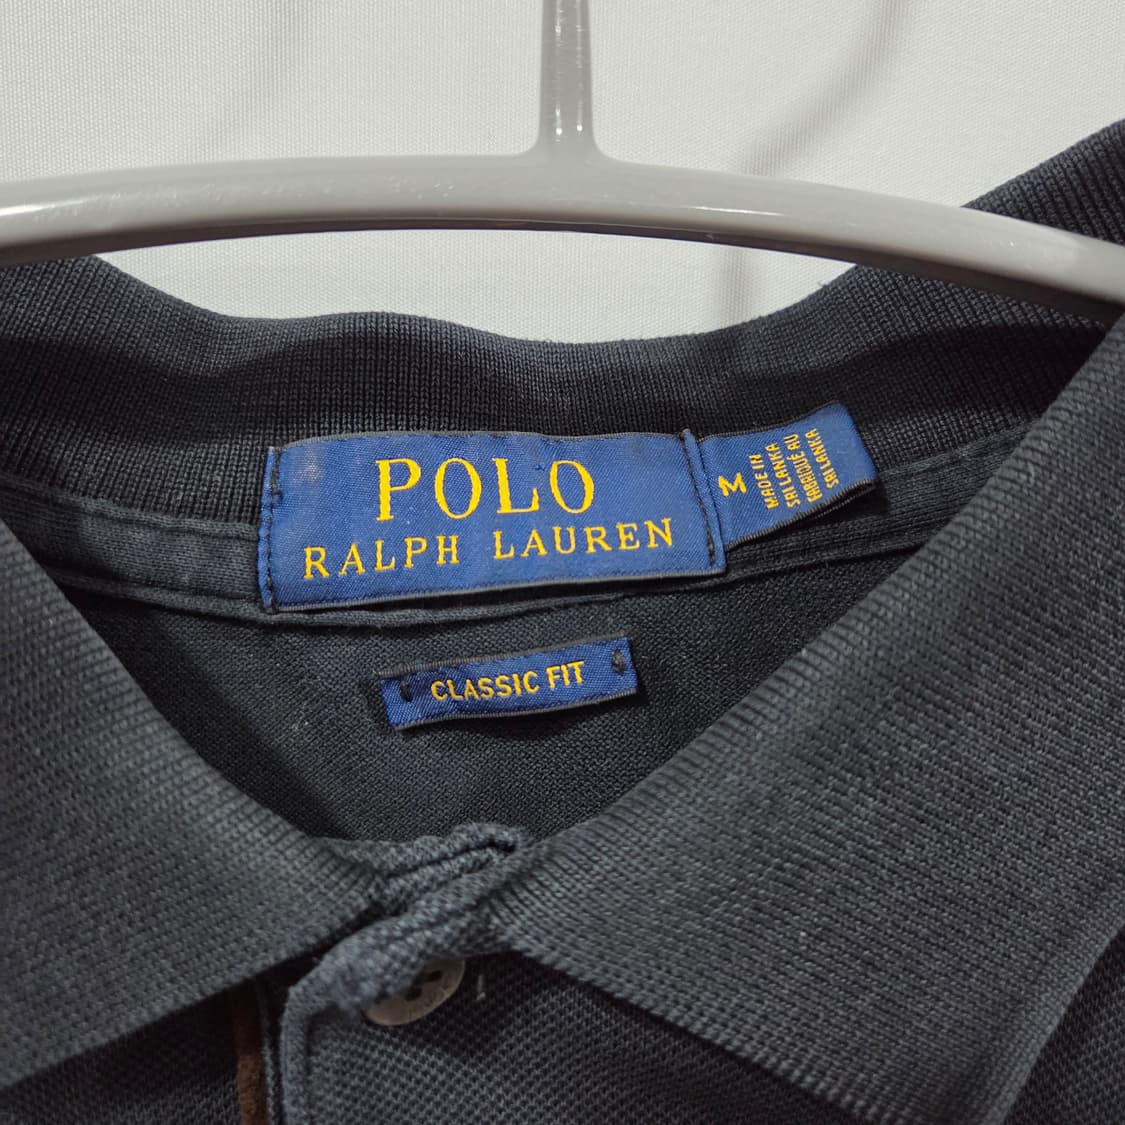 POLO
RALPH LAUREN
M
MADE IN
SRI LANKA
FABRIQUÉ AU
SRI LANKA
CLASSIC FIT